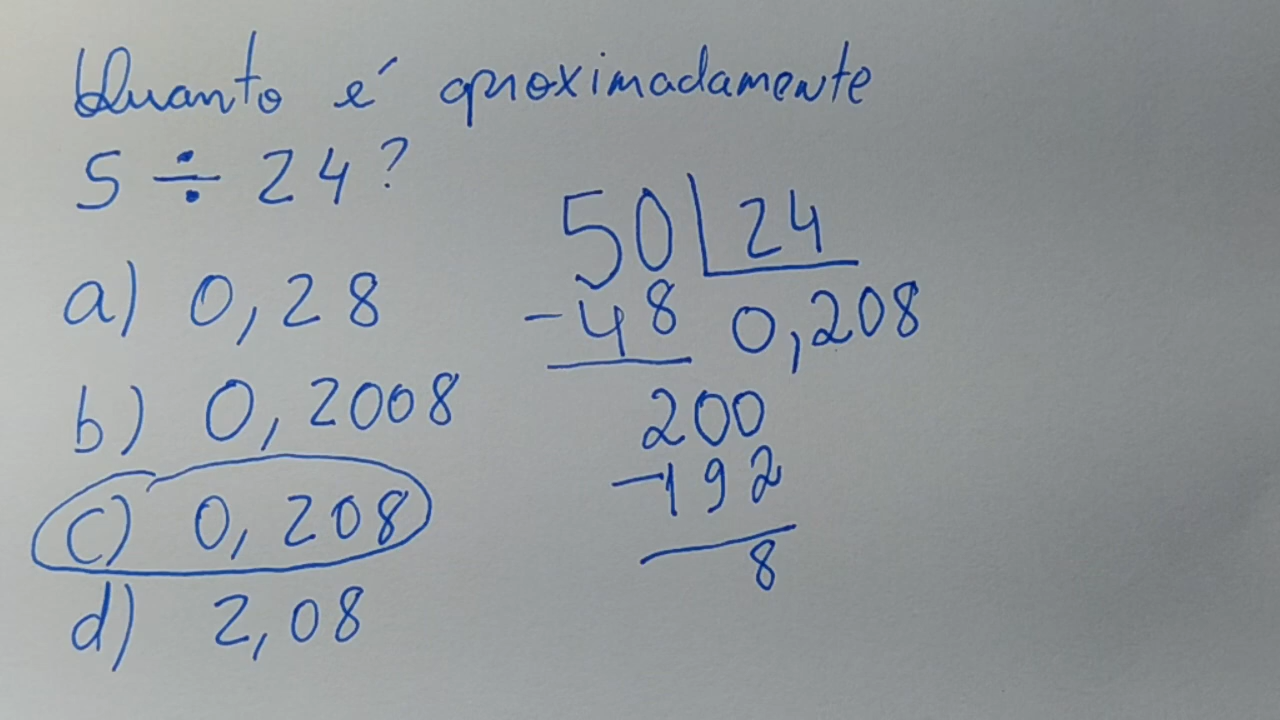 Quanto é aproximadamente
5 ÷ 24?
a) 0,28
b) 0,2008
c) 0,208
d) 2,08
50 24
-48 0,208
200
-192
8